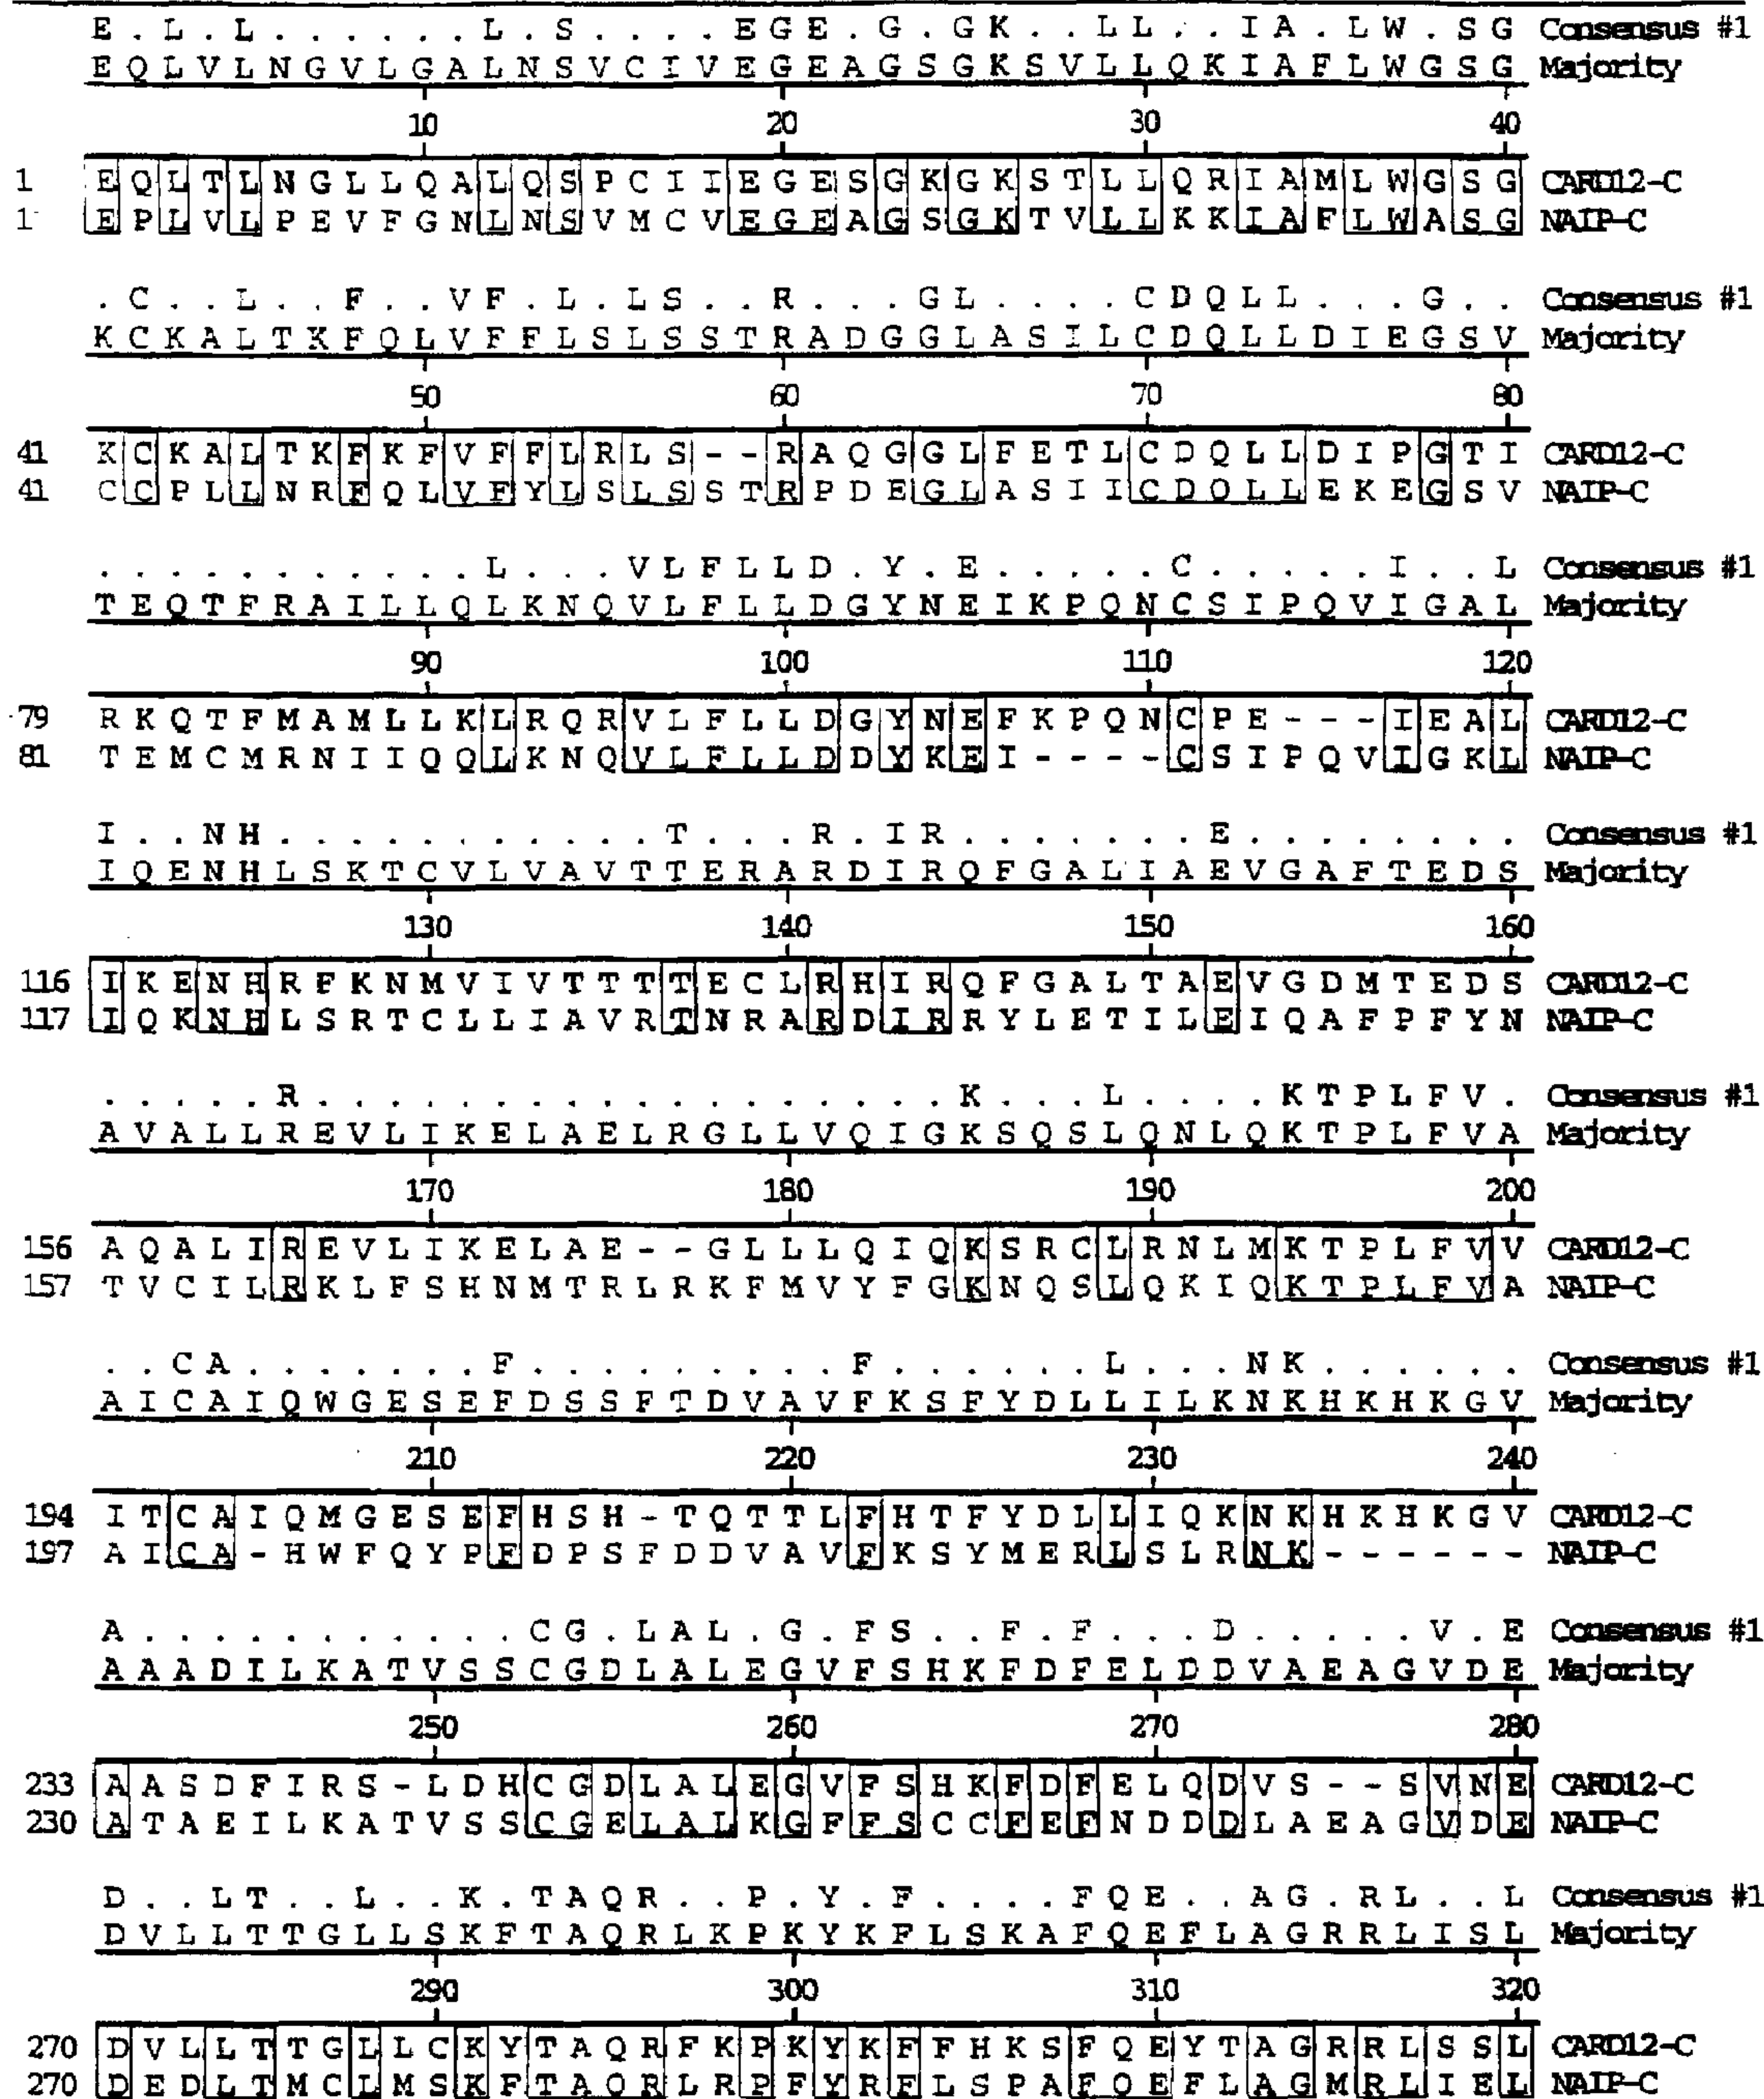 E . L . L . . . . . . L . S . . . . E G E . G . G K . . L L . . I A . L W . S G Consensus #1
E Q L V L N G V L G A L N S V C I V E G E A G S G K S V L L Q K I A F L W G S G Majority
10 20 30 40
1 E Q L T L N G L L Q A L Q S P C I I E G E S G K G K S T L L Q R I A M L W G S G CARD12-C
1 E P L V L P E V F G N L N S V M C V E G E A G S G K T V L L K K I A F L W A S G NAIP-C
. C . . L . . F . . V F . L . L S . . R . . . G L . . . . C D Q L L . . . G . . Consensus #1
K C K A L T K F Q L V F F L S L S S T R A D G G L A S I L C D Q L L D I E G S V Majority
50 60 70 80
41 K C K A L T K F K F V F F L R L S - - R A Q G G L F E T L C D Q L L D I P G T I CARD12-C
41 C C P L L N R F Q L V F Y L S L S S T R P D E G L A S I I C D Q L L E K E G S V NAIP-C
. . . . . . . . . . . L . . . V L F L L D . Y . E . . . . . C . . . . . I . . L Consensus #1
T E Q T F R A I L L Q L K N Q V L F L L D G Y N E I K P Q N C S I P Q V I G A L Majority
90 100 110 120
79 R K Q T F M A M L L K L R Q R V L F L L D G Y N E F K P Q N C P E - - - I E A L CARD12-C
81 T E M C M R N I I Q Q L K N Q V L F L L D D Y K E I - - - - C S I P Q V I G K L NAIP-C
I . . N H . . . . . . . . . . . T . . . R . I R . . . . . . . E . . . . . . . . Consensus #1
I Q E N H L S K T C V L V A V T T E R A R D I R Q F G A L I A E V G A F T E D S Majority
130 140 150 160
116 I K E N H R F K N M V I V T T T T E C L R H I R Q F G A L T A E V G D M T E D S CARD12-C
117 I Q K N H L S R T C L L I A V R T N R A R D I R R Y L E T I L E I Q A F P F Y N NAIP-C
. . . . . R . . . . . . . . . . . . . . . . . . K . . . L . . . . K T P L F V . Consensus #1
A V A L L R E V L I K E L A E L R G L L V Q I G K S Q S L Q N L Q K T P L F V A Majority
170 180 190 200
156 A Q A L I R E V L I K E L A E - - G L L L Q I Q K S R C L R N L M K T P L F V V CARD12-C
157 T V C I L R K L F S H N M T R L R K F M V Y F G K N Q S L Q K I Q K T P L F V A NAIP-C
. . C A . . . . . . . F . . . . . . . . . F . . . . . . L . . . N K . . . . . . Consensus #1
A I C A I Q W G E S E F D S S F T D V A V F K S F Y D L L I L K N K H K H K G V Majority
210 220 230 240
194 I T C A I Q M G E S E F H S H - T Q T T L F H T F Y D L L I Q K N K H K H K G V CARD12-C
197 A I C A - H W F Q Y P F D P S F D D V A V F K S Y M E R L S L R N K - - - - - - NAIP-C
A . . . . . . . . . . . C G . L A L . G . F S . . F . F . . . D . . . . . V . E Consensus #1
A A A D I L K A T V S S C G D L A L E G V F S H K F D F E L D D V A E A G V D E Majority
250 260 270 280
233 A A S D F I R S - L D H C G D L A L E G V F S H K F D F E L Q D V S - - S V N E CARD12-C
230 A T A E I L K A T V S S C G E L A L K G F F S C C F E F N D D D L A E A G V D E NAIP-C
D . . L T . . L . . K . T A Q R . . P . Y . F . . . . F Q E . . A G . R L . . L Consensus #1
D V L L T T G L L S K F T A Q R L K P K Y K F L S K A F Q E F L A G R R L I S L Majority
290 300 310 320
270 D V L L T T G L L C K Y T A Q R F K P K Y K F F H K S F Q E Y T A G R R L S S L CARD12-C
270 D E D L T M C L M S K F T A Q R L R P F Y R F L S P A F Q E F L A G M R L I E L NAIP-C